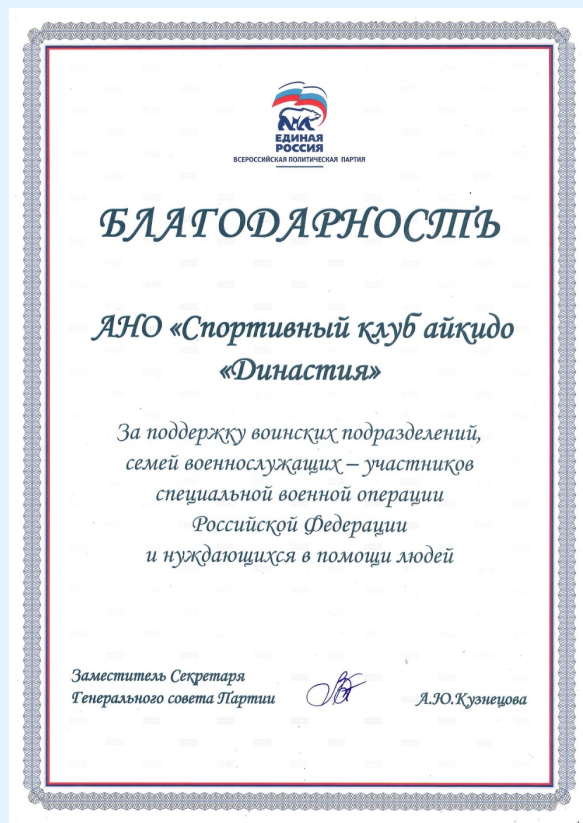 ЕДИНАЯ
РОССИЯ
ВСЕРОССИЙСКАЯ ПОЛИТИЧЕСКАЯ ПАРТИЯ
БЛАГОДАРНОСТЬ
АНО «Спортивный клуб айкидо
«Династия»
За поддержку воинских подразделений,
семей военнослужащих – участников
специальной военной операции
Российской Федерации
и нуждающихся в помощи людей
Заместитель Секретаря
Генерального совета Партии
А.Ю.Кузнецова